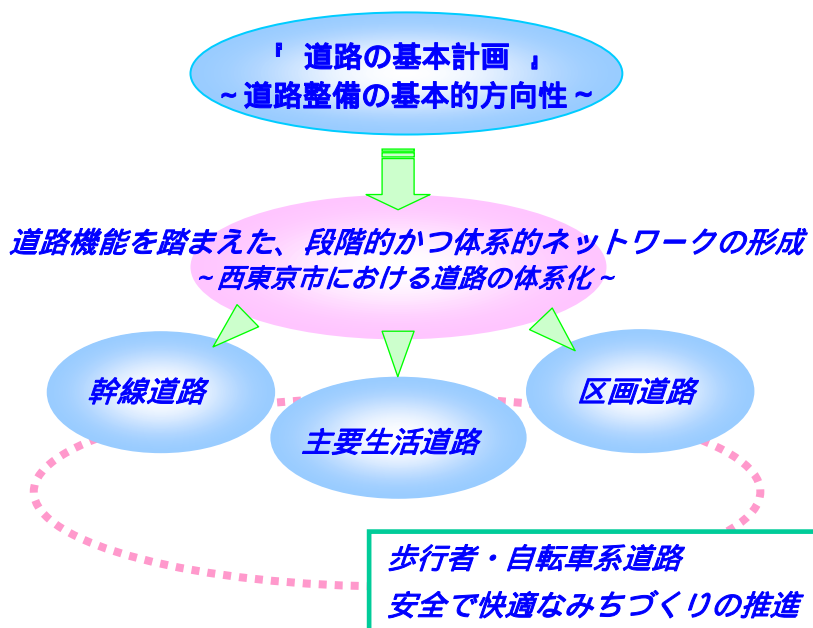 『 道路の基本計画 』
~道路整備の基本的方向性~
道路機能を踏まえた、段階的かつ体系的ネットワークの形成
~西東京市における道路の体系化~
幹線道路
主要生活道路
区画道路
歩行者・自転車系道路
安全で快適なみちづくりの推進